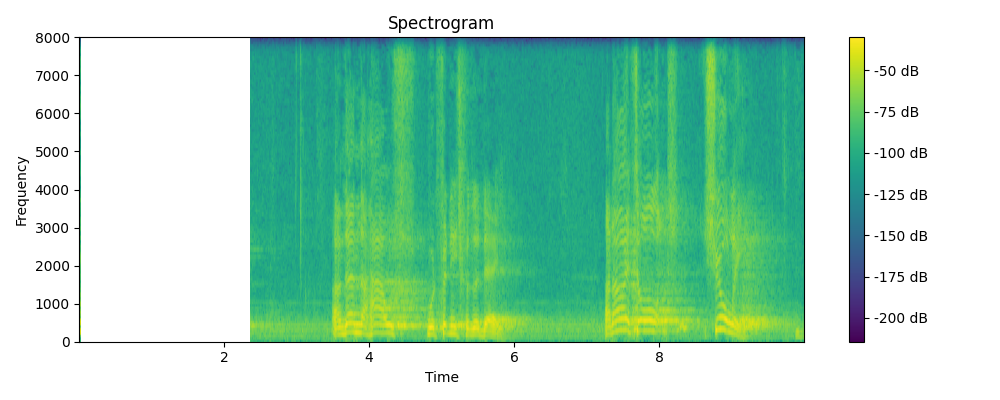 Spectrogram
8000
7000
6000
5000
4000
3000
2000
1000
0
Frequency
2 4 6 8
Time
-50 dB
-75 dB
-100 dB
-125 dB
-150 dB
-175 dB
-200 dB